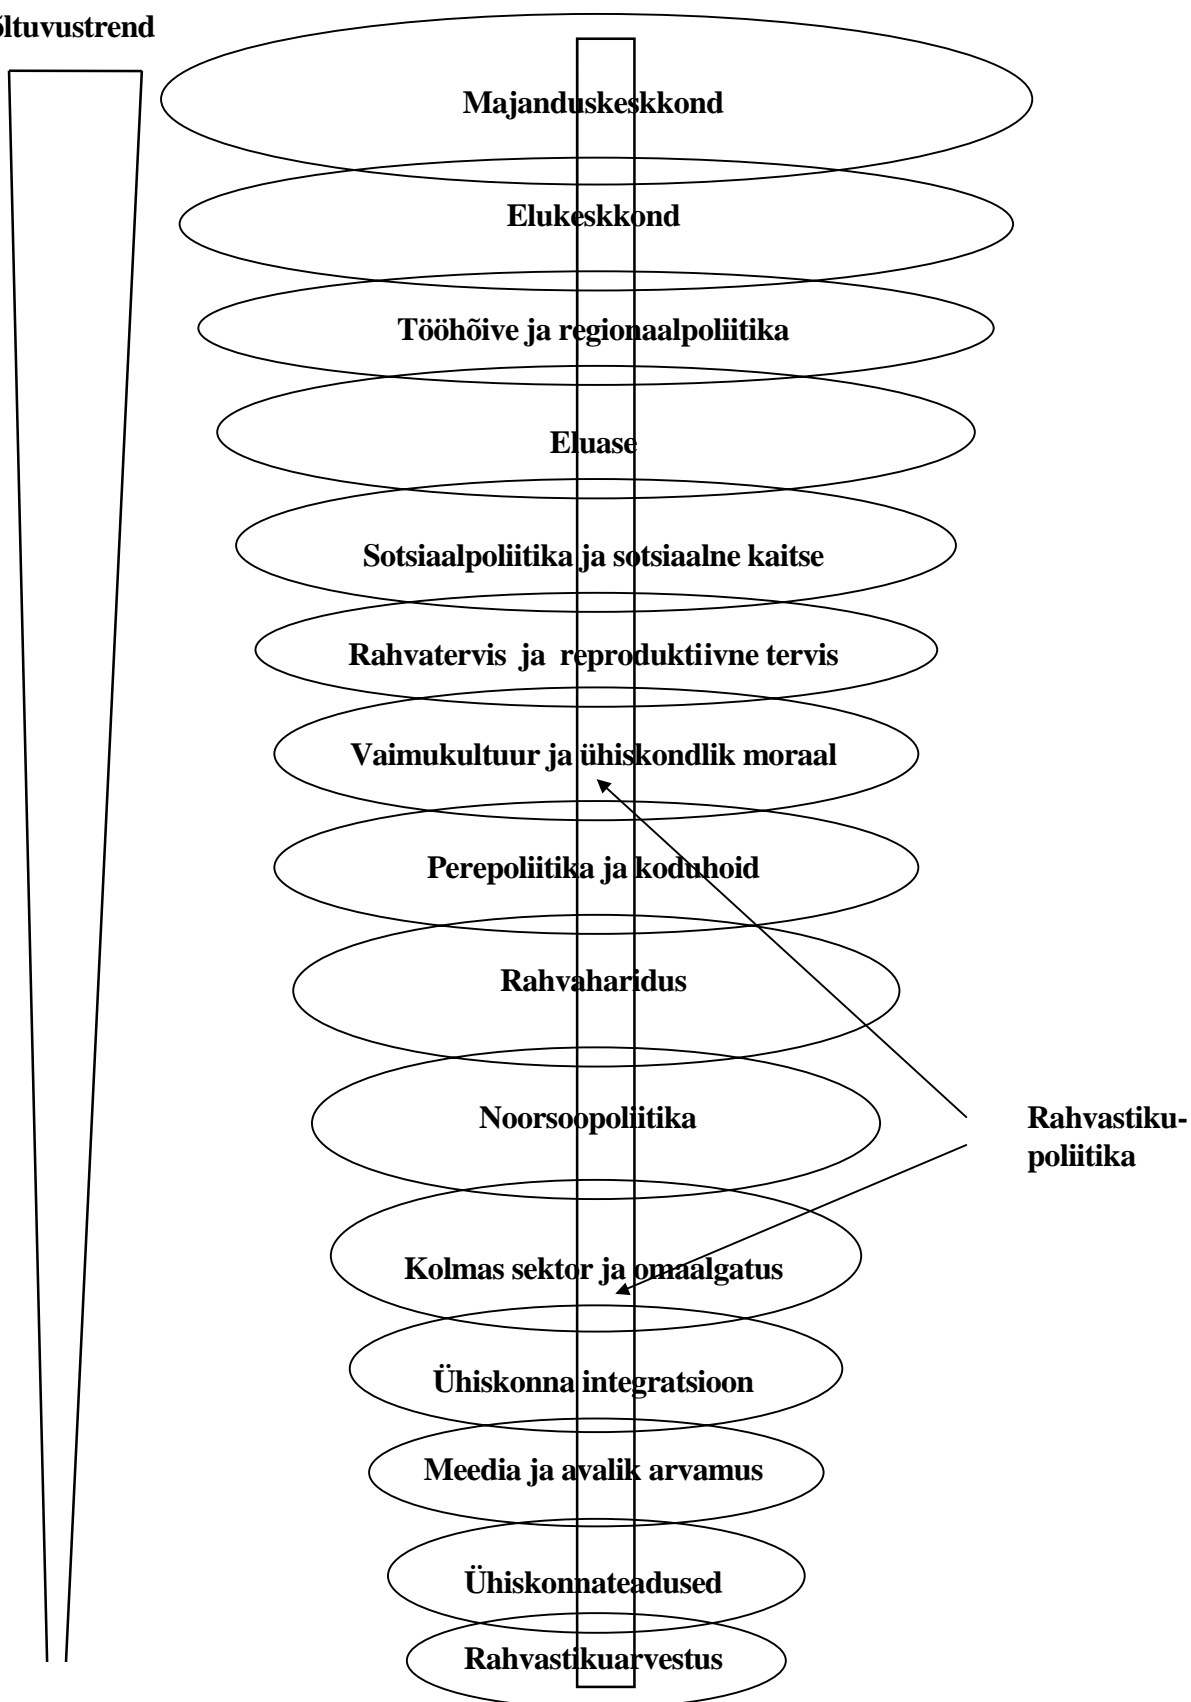 õltuvustrend
Majanduskeskkond
Elukeskkond
Tööhõive ja regionaalpoliitika
Eluase
Sotsiaalpoliitika ja sotsiaalne kaitse
Rahvatervis ja reproduktiivne tervis
Vaimukultuur ja ühiskondlik moraal
Perepoliitika ja koduhoid
Rahvaharidus
Noorsoopoliitika
Rahvastiku-
poliitika
Kolmas sektor ja omaalgatus
Ühiskonna integratsioon
Meedia ja avalik arvamus
Ühiskonnateadused
Rahvastikuarvestus